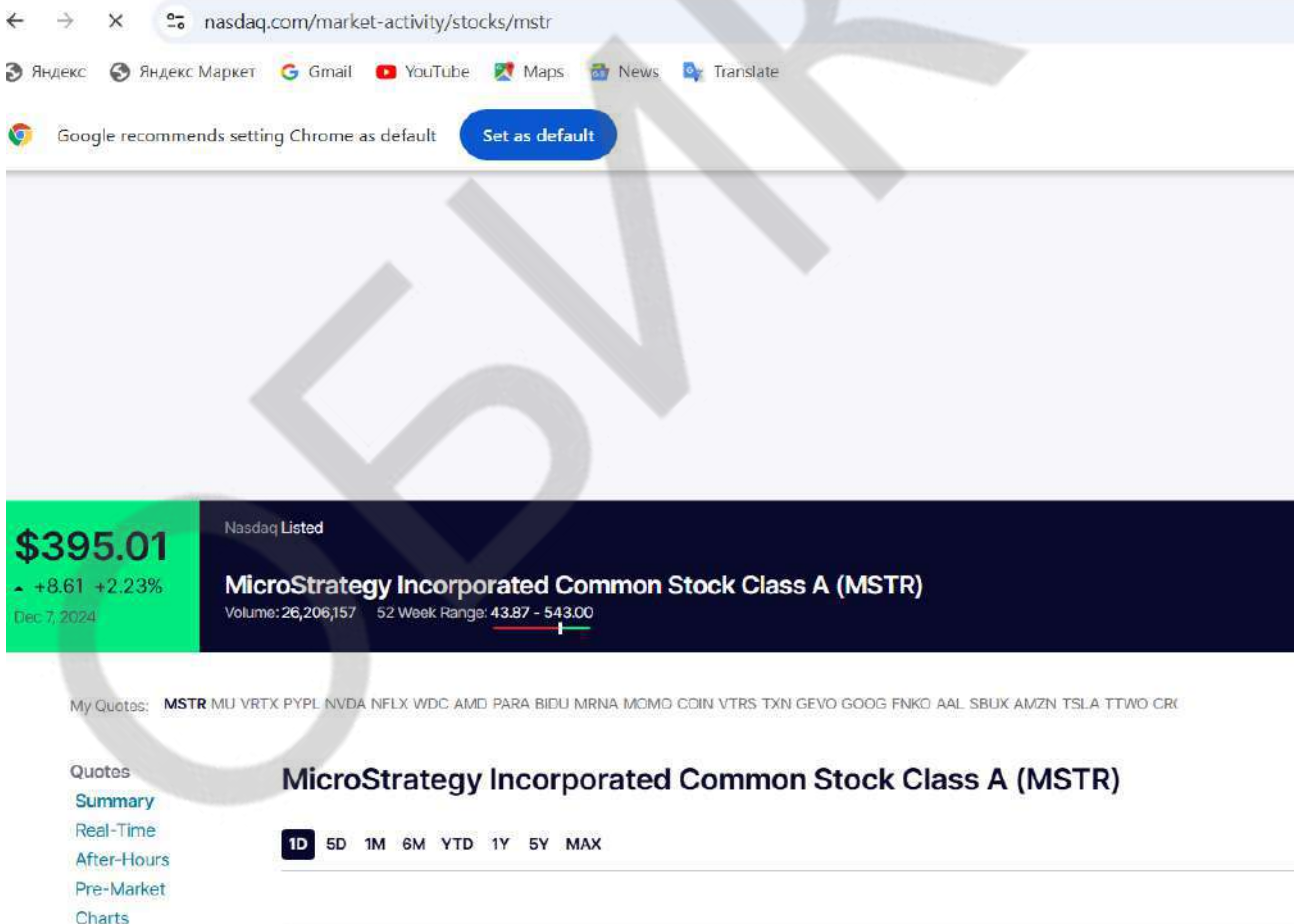 nasdaq.com/market-activity/stocks/mstr
Яндекс Яндекс Маркет Gmail YouTube Maps News Translate
Google recommends setting Chrome as default Set as default
ОБИ
$395.01
+8.61 +2.23%
Dec 7, 2024
Nasdaq Listed
MicroStrategy Incorporated Common Stock Class A (MSTR)
Volume: 26,206,157 52 Week Range: 43.87 - 543.00
My Quotes: MSTR MU VRTX PYPL NVDA NFLX WDC AMD PARA BIDU MRNA MOMO COIN VTRS TXN GEVO GOOG FNKO AAL SBUX AMZN TSLA TTWO
Quotes
Summary
Real-Time
After-Hours
Pre-Market
Charts
MicroStrategy Incorporated Common Stock Class A (MSTR)
1D 5D 1M 6M YTD 1Y 5Y MAX